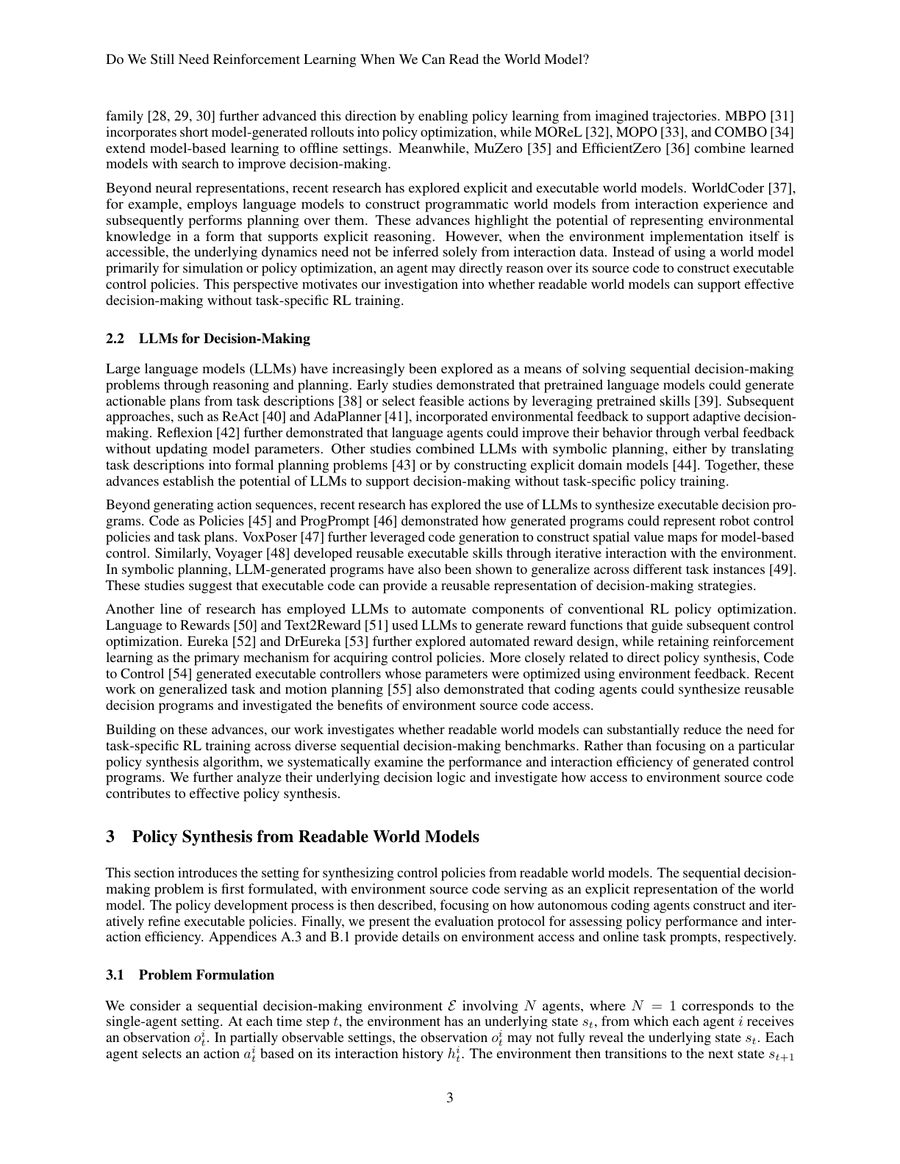 Do We Still Need Reinforcement Learning When We Can Read the World Model?
family [28, 29, 30] further advanced this direction by enabling policy learning from imagined trajectories. MBPO [31]
incorporates short model-generated rollouts into policy optimization, while MOReL [32], MOPO [33], and COMBO [34]
extend model-based learning to offline settings. Meanwhile, MuZero [35] and EfficientZero [36] combine learned
models with search to improve decision-making.
Beyond neural representations, recent research has explored explicit and executable world models. WorldCoder [37],
for example, employs language models to construct programmatic world models from interaction experience and
subsequently performs planning over them. These advances highlight the potential of representing environmental
knowledge in a form that supports explicit reasoning. However, when the environment implementation itself is
accessible, the underlying dynamics need not be inferred solely from interaction data. Instead of using a world model
primarily for simulation or policy optimization, an agent may directly reason over its source code to construct executable
control policies. This perspective motivates our investigation into whether readable world models can support effective
decision-making without task-specific RL training.
2.2 LLMs for Decision-Making
Large language models (LLMs) have increasingly been explored as a means of solving sequential decision-making
problems through reasoning and planning. Early studies demonstrated that pretrained language models could generate
actionable plans from task descriptions [38] or select feasible actions by leveraging pretrained skills [39]. Subsequent
approaches, such as ReAct [40] and AdaPlanner [41], incorporated environmental feedback to support adaptive decision-
making. Reflexion [42] further demonstrated that language agents could improve their behavior through verbal feedback
without updating model parameters. Other studies combined LLMs with symbolic planning, either by translating
task descriptions into formal planning problems [43] or by constructing explicit domain models [44]. Together, these
advances establish the potential of LLMs to support decision-making without task-specific policy training.
Beyond generating action sequences, recent research has explored the use of LLMs to synthesize executable decision pro-
grams. Code as Policies [45] and ProgPrompt [46] demonstrated how generated programs could represent robot control
policies and task plans. VoxPoser [47] further leveraged code generation to construct spatial value maps for model-based
control. Similarly, Voyager [48] developed reusable executable skills through iterative interaction with the environment.
In symbolic planning, LLM-generated programs have also been shown to generalize across different task instances [49].
These studies suggest that executable code can provide a reusable representation of decision-making strategies.
Another line of research has employed LLMs to automate components of conventional RL policy optimization.
Language to Rewards [50] and Text2Reward [51] used LLMs to generate reward functions that guide subsequent control
optimization. Eureka [52] and DrEureka [53] further explored automated reward design, while retaining reinforcement
learning as the primary mechanism for acquiring control policies. More closely related to direct policy synthesis, Code
to Control [54] generated executable controllers whose parameters were optimized using environment feedback. Recent
work on generalized task and motion planning [55] also demonstrated that coding agents could synthesize reusable
decision programs and investigated the benefits of environment source code access.
Building on these advances, our work investigates whether readable world models can substantially reduce the need for
task-specific RL training across diverse sequential decision-making benchmarks. Rather than focusing on a particular
policy synthesis algorithm, we systematically examine the performance and interaction efficiency of generated control
programs. We further analyze their underlying decision logic and investigate how access to environment source code
contributes to effective policy synthesis.
3 Policy Synthesis from Readable World Models
This section introduces the setting for synthesizing control policies from readable world models. The sequential decision-
making problem is first formulated, with environment source code serving as an explicit representation of the world
model. The policy development process is then described, focusing on how autonomous coding agents construct and iter-
atively refine executable policies. Finally, we present the evaluation protocol for assessing policy performance and inter-
action efficiency. Appendices A.3 and B.1 provide details on environment access and online task prompts, respectively.
3.1 Problem Formulation
We consider a sequential decision-making environment ℰ involving N agents, where N = 1 corresponds to the
single-agent setting. At each time step t, the environment has an underlying state s_t, from which each agent i receives
an observation o_t^i. In partially observable settings, the observation o_t^i may not fully reveal the underlying state s_t. Each
agent selects an action a_t^i based on its interaction history h_t^i. The environment then transitions to the next state s_{t+1}
3